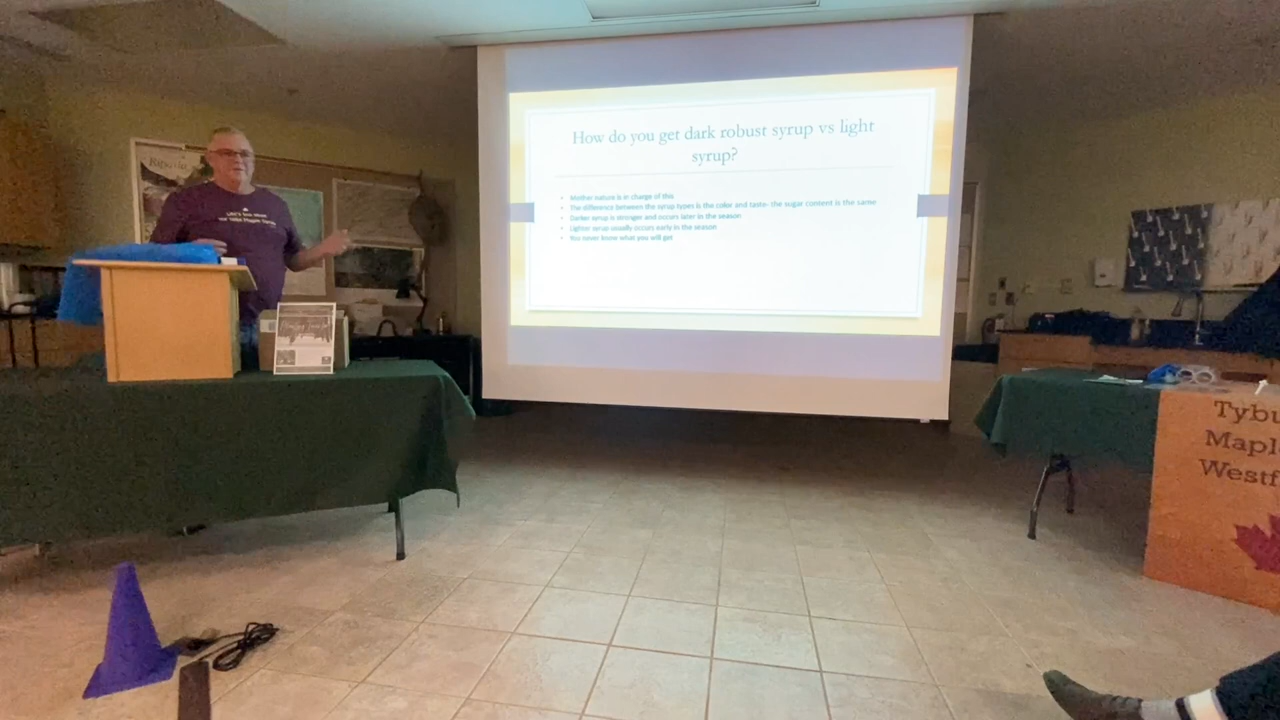 How do you get dark robust syrup vs light
syrup?
• Mother nature is in charge of this
• The difference between the syrup types is the color and taste- the sugar content is the same
• Darker syrup is stronger and occurs later in the season
• Lighter syrup usually occurs early in the season
• You never know what you will get
Tybu
Mapl
Westf